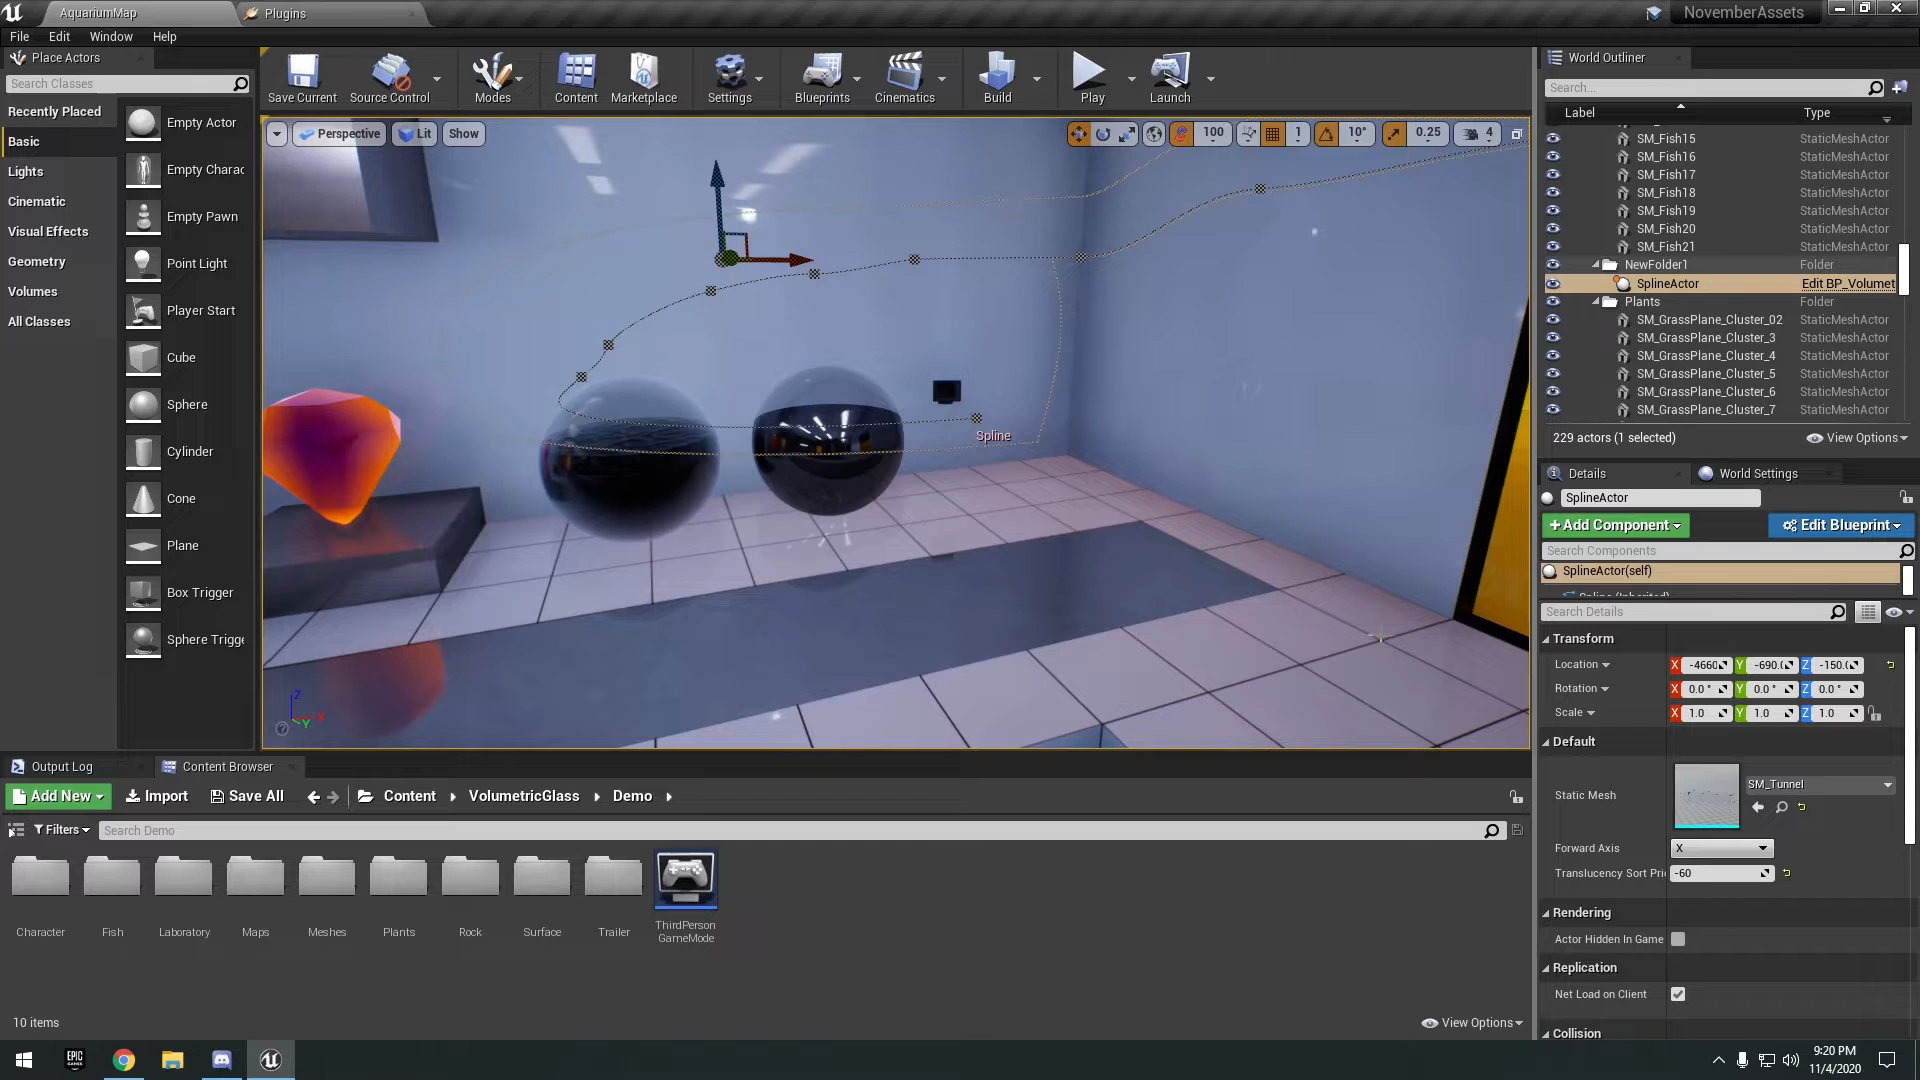 AquariumMap
Plugins
NovemberAssets
File Edit Window Help
Place Actors
Search Classes
Recently Placed
Basic
Lights
Cinematic
Visual Effects
Geometry
Volumes
All Classes
Empty Actor
Empty Charac
Empty Pawn
Point Light
Player Start
Cube
Sphere
Cylinder
Cone
Plane
Box Trigger
Sphere Trigge
Save Current
Source Control
Modes
Content
Marketplace
Settings
Blueprints
Cinematics
Build
Play
Launch
Perspective
Lit
Show
100
1
10°
0.25
4
Spline
Z
X
Y
World Outliner
Search...
Label Type
SM_Fish15 StaticMeshActor
SM_Fish16 StaticMeshActor
SM_Fish17 StaticMeshActor
SM_Fish18 StaticMeshActor
SM_Fish19 StaticMeshActor
SM_Fish20 StaticMeshActor
SM_Fish21 StaticMeshActor
NewFolder1 Folder
SplineActor Edit BP_Volumet
Plants Folder
SM_GrassPlane_Cluster_02 StaticMeshActor
SM_GrassPlane_Cluster_3 StaticMeshActor
SM_GrassPlane_Cluster_4 StaticMeshActor
SM_GrassPlane_Cluster_5 StaticMeshActor
SM_GrassPlane_Cluster_6 StaticMeshActor
SM_GrassPlane_Cluster_7 StaticMeshActor
229 actors (1 selected)
View Options
Details
World Settings
SplineActor
+Add Component
Edit Blueprint
Search Components
SplineActor(self)
Spline (Inherited)
Search Details
Transform
Location X -4660 Y -690.( Z -150.(
Rotation X 0.0 ° Y 0.0 ° Z 0.0 °
Scale X 1.0 Y 1.0 Z 1.0
Default
Static Mesh
SM_Tunnel
Forward Axis X
Translucency Sort Pri -60
Rendering
Actor Hidden In Game
Replication
Net Load on Client
Collision
Output Log
Content Browser
Add New
Import
Save All
Content
VolumetricGlass
Demo
Filters
Search Demo
Character
Fish
Laboratory
Maps
Meshes
Plants
Rock
Surface
Trailer
ThirdPerson
GameMode
10 items
View Options
EPIC
GAMES
9:20 PM
11/4/2020